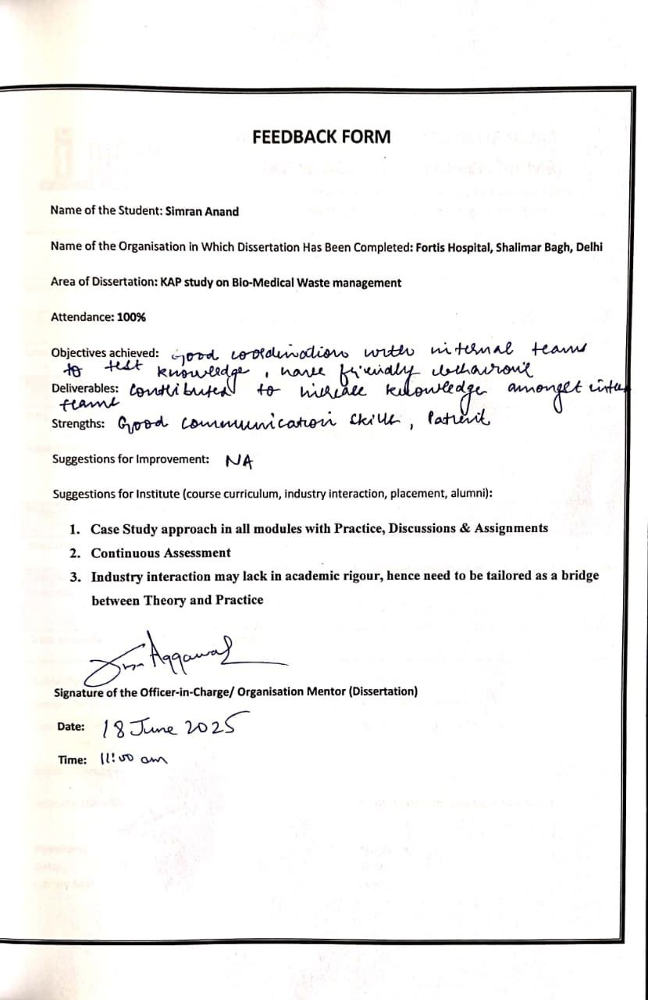 FEEDBACK FORM
Name of the Student: Simran Anand
Name of the Organisation in Which Dissertation Has Been Completed: Fortis Hospital, Shalimar Bagh, Delhi
Area of Dissertation: KAP study on Bio-Medical Waste management
Attendance: 100%
Objectives achieved: Good coordination with internal teams
to test knowledge, have friendly behaviour
Deliverables: Contributed to increase knowledge amongst
teams
Strengths: Good communication skills, Patient
Suggestions for Improvement: NA
Suggestions for Institute (course curriculum, industry interaction, placement, alumni):
1. Case Study approach in all modules with Practice, Discussions & Assignments
2. Continuous Assessment
3. Industry interaction may lack in academic rigour, hence need to be tailored as a bridge
between Theory and Practice
Aggarwal
Signature of the Officer-in-Charge/ Organisation Mentor (Dissertation)
Date: 18 June 2025
Time: 11:00 am